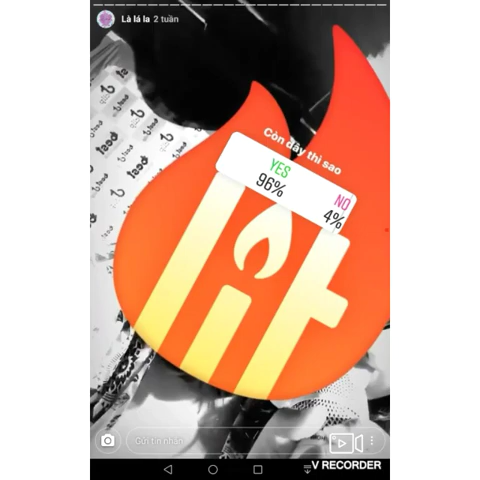 Là lá la 2 tuần
Còn đây thì sao
YES
96%
NO
4%
lit
Gửi tin nhắn
V RECORDER